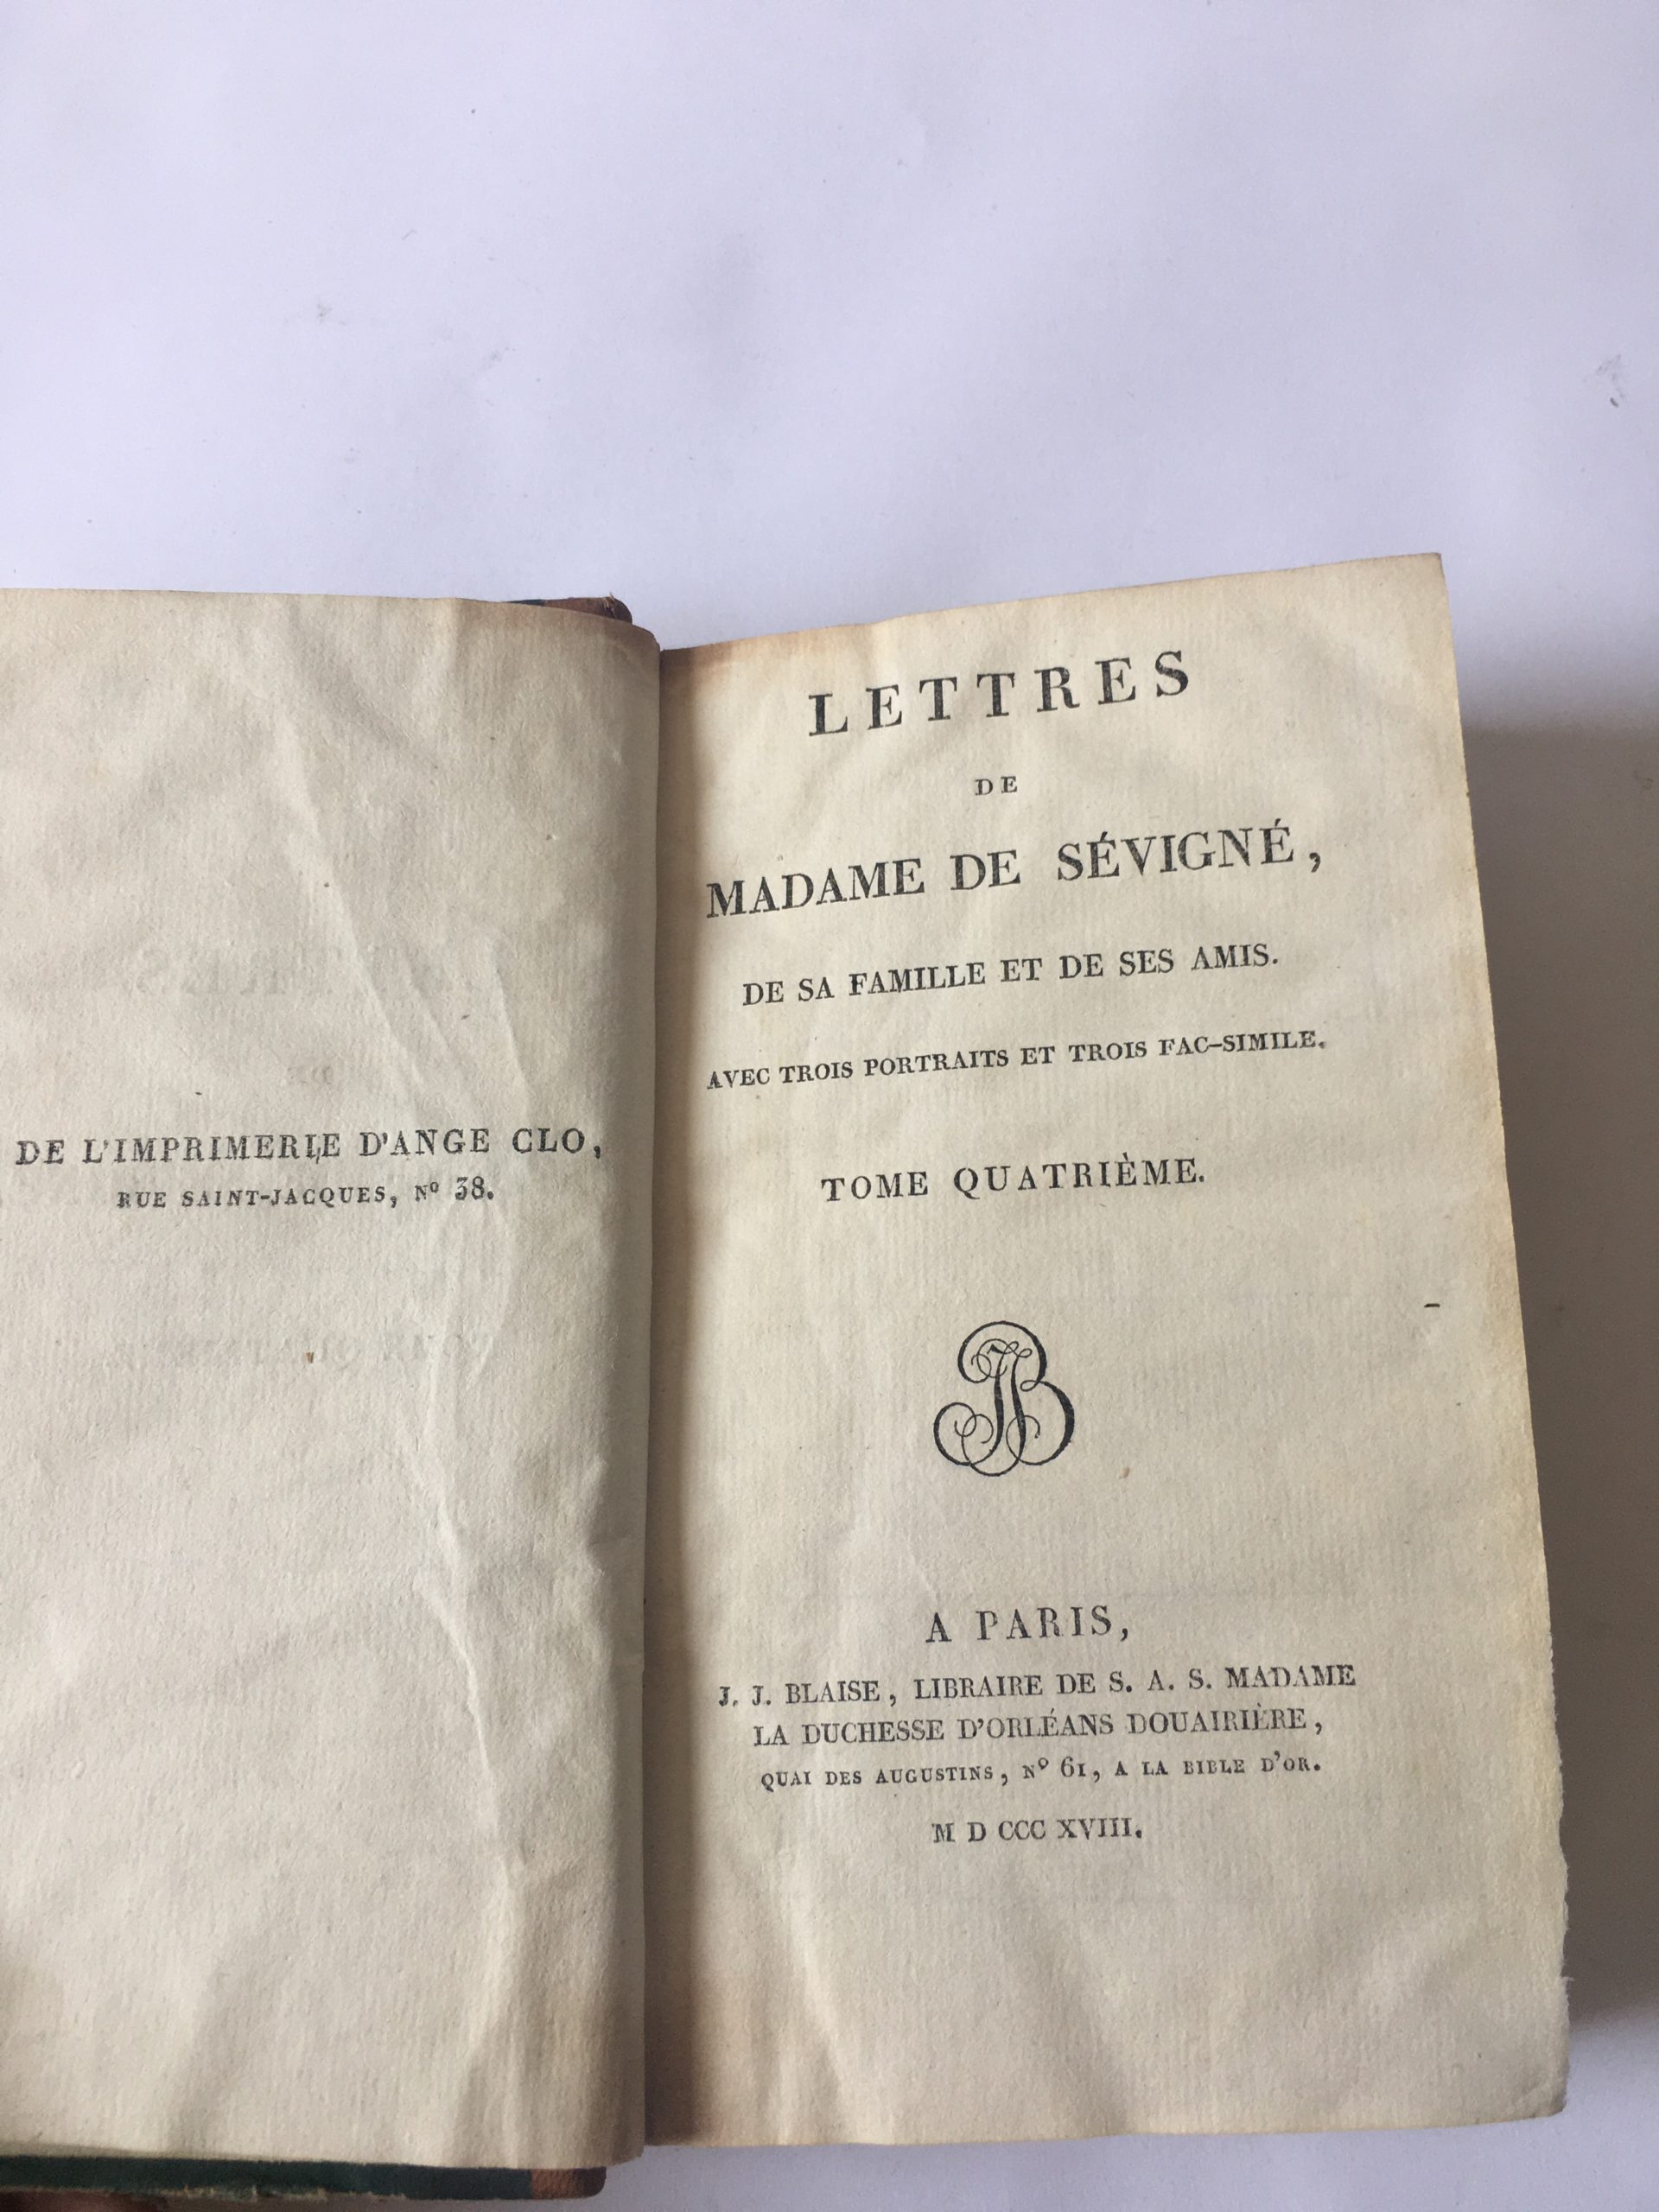 DE L'IMPRIMERIE D'ANGE CLO,
RUE SAINT-JACQUES, Nº 38.
LETTRES
DE
MADAME DE SÉVIGNÉ,
DE SA FAMILLE ET DE SES AMIS.
AVEC TROIS PORTRAITS ET TROIS FAC-SIMILE.
TOME QUATRIÈME.
JJB
A PARIS,
J. J. BLAISE, LIBRAIRE DE S. A. S. MADAME
LA DUCHESSE D'ORLÉANS DOUAIRIÈRE,
QUAI DES AUGUSTINS, Nº 61, A LA BIBLE D'OR.
M D CCC XVIII.